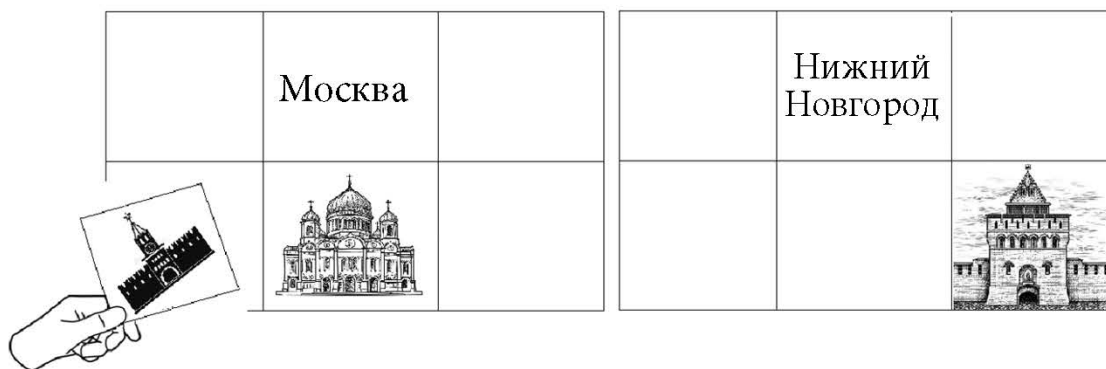 Москва
Нижний
Новгород